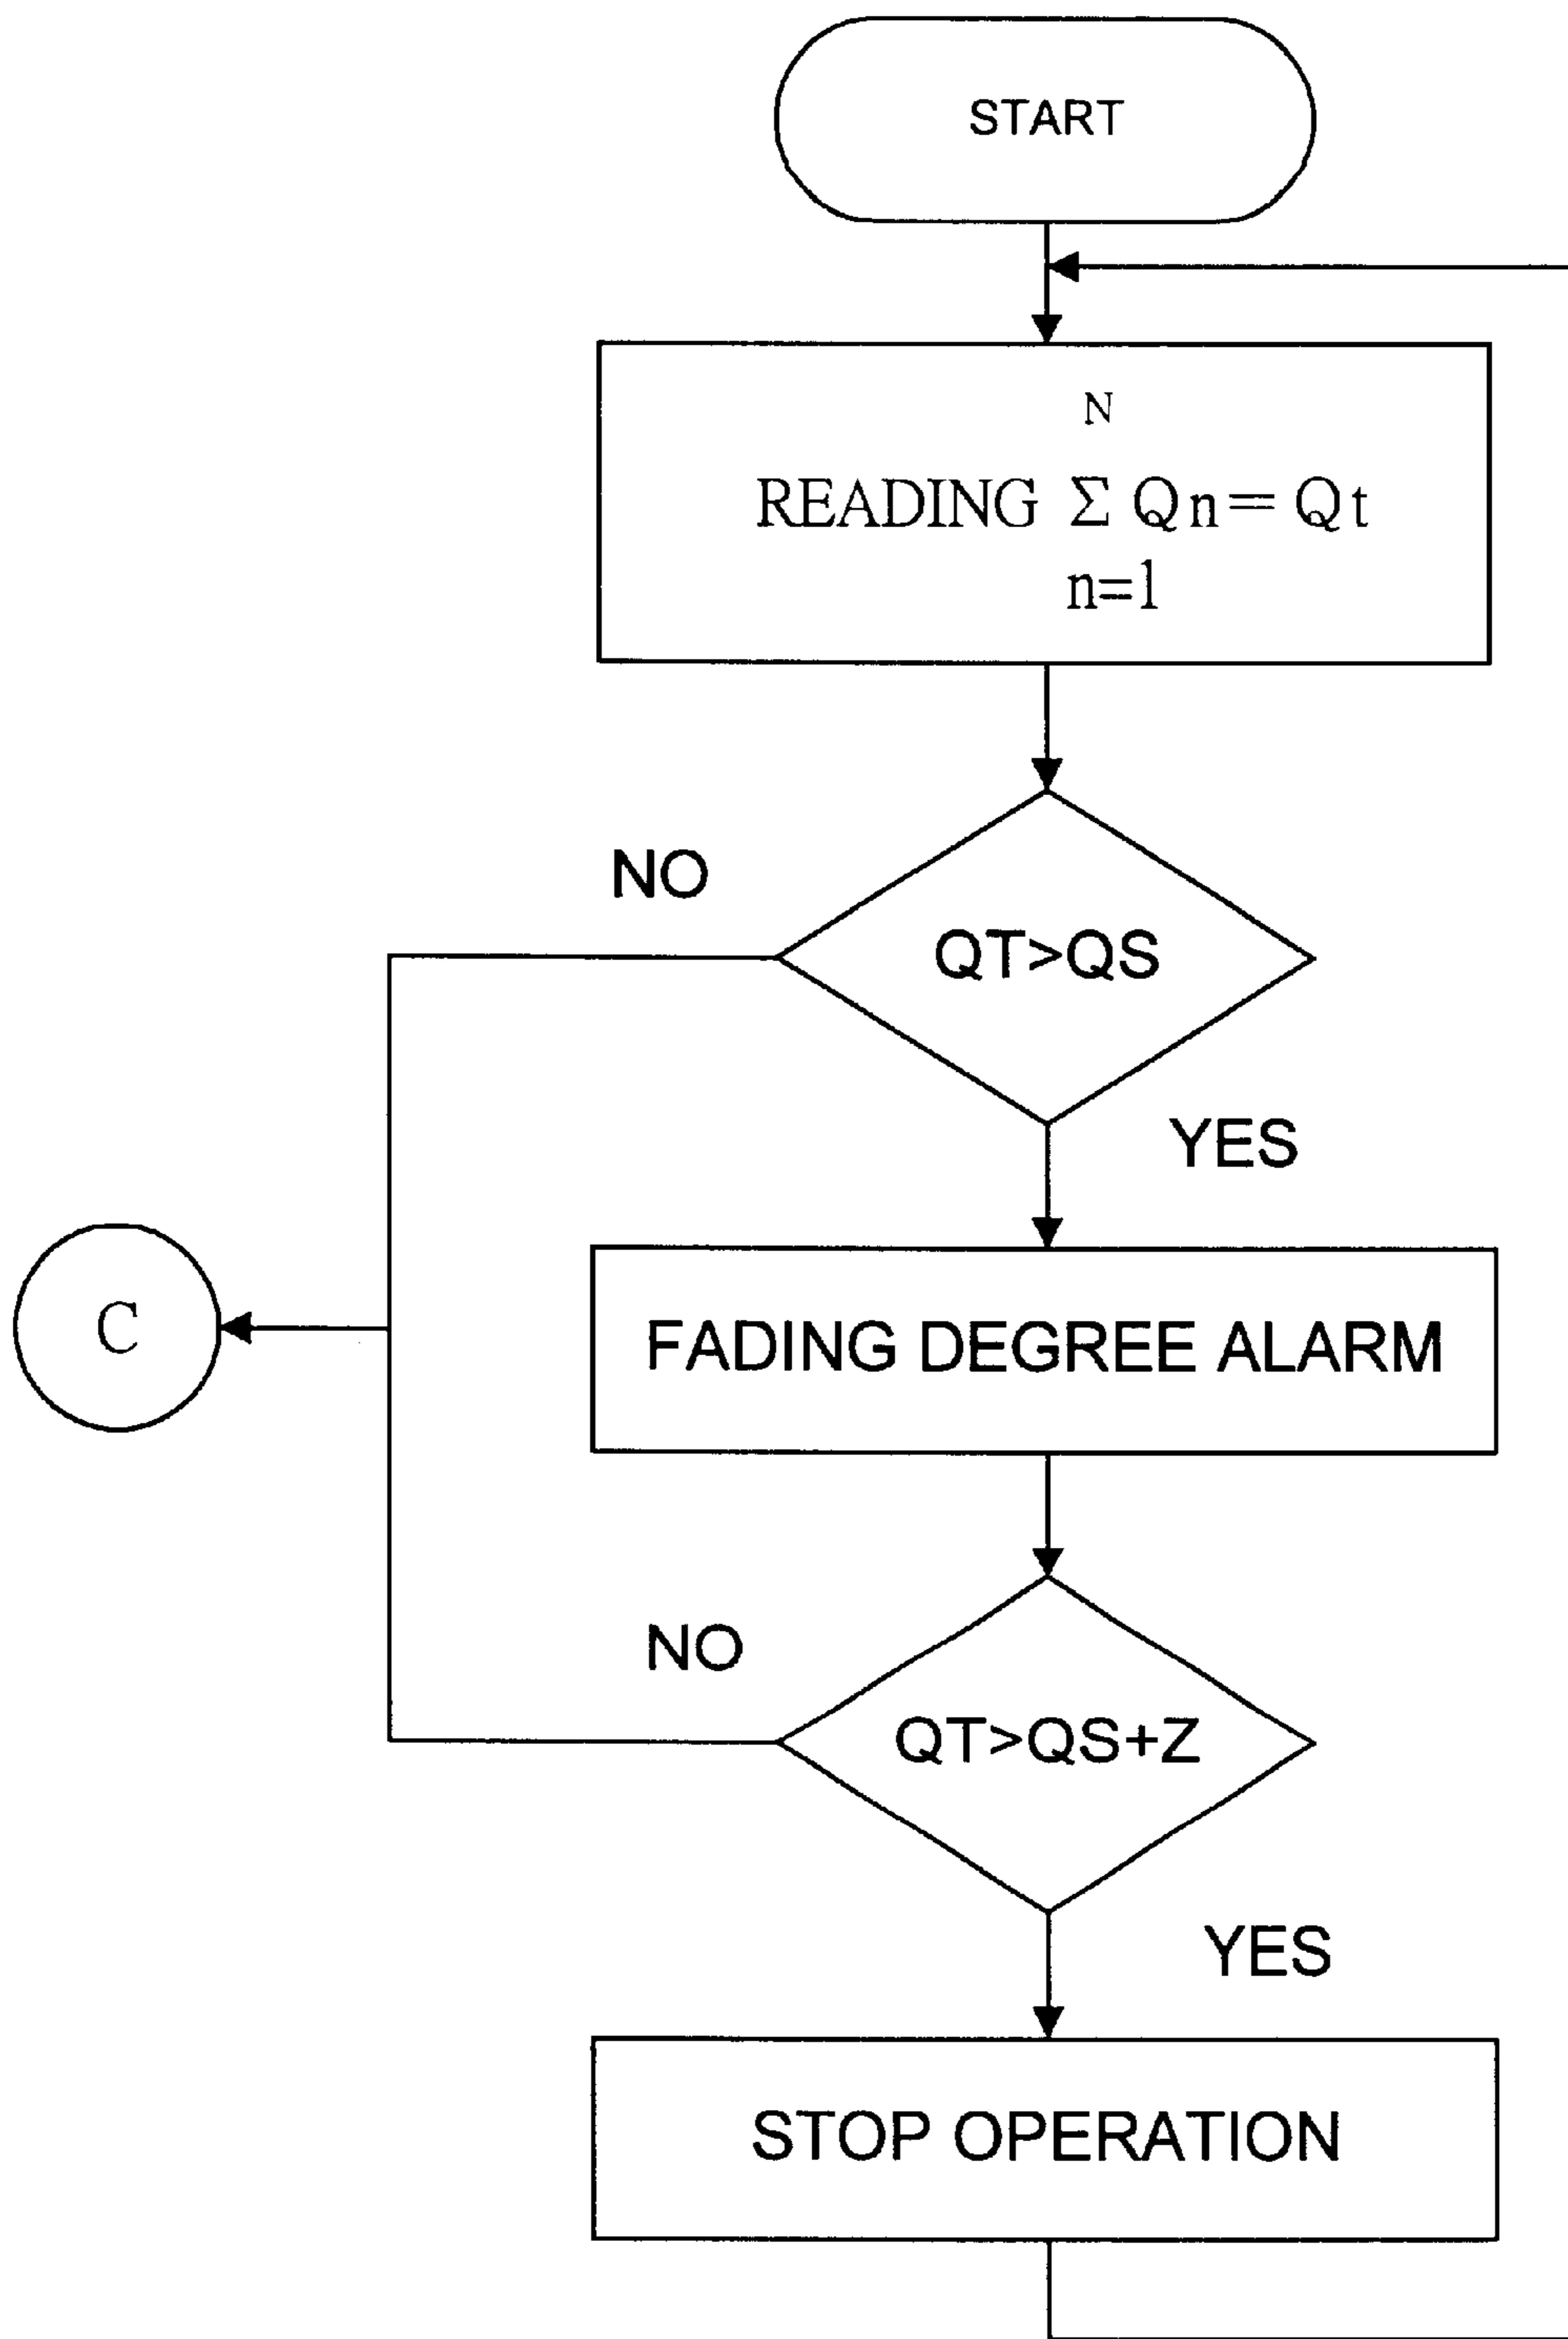 START
N
READING Σ Qn=Qt
n=1
NO
QT>QS
YES
C
FADING DEGREE ALARM
NO
QT>QS+Z
YES
STOP OPERATION